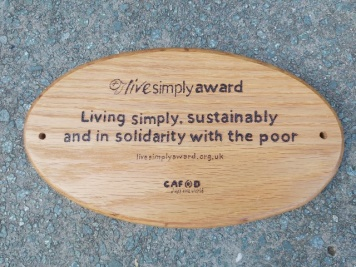 livesimplyaward
Living simply, sustainably
and in solidarity with the poor
livesimplyaward.org.uk
CAFOD